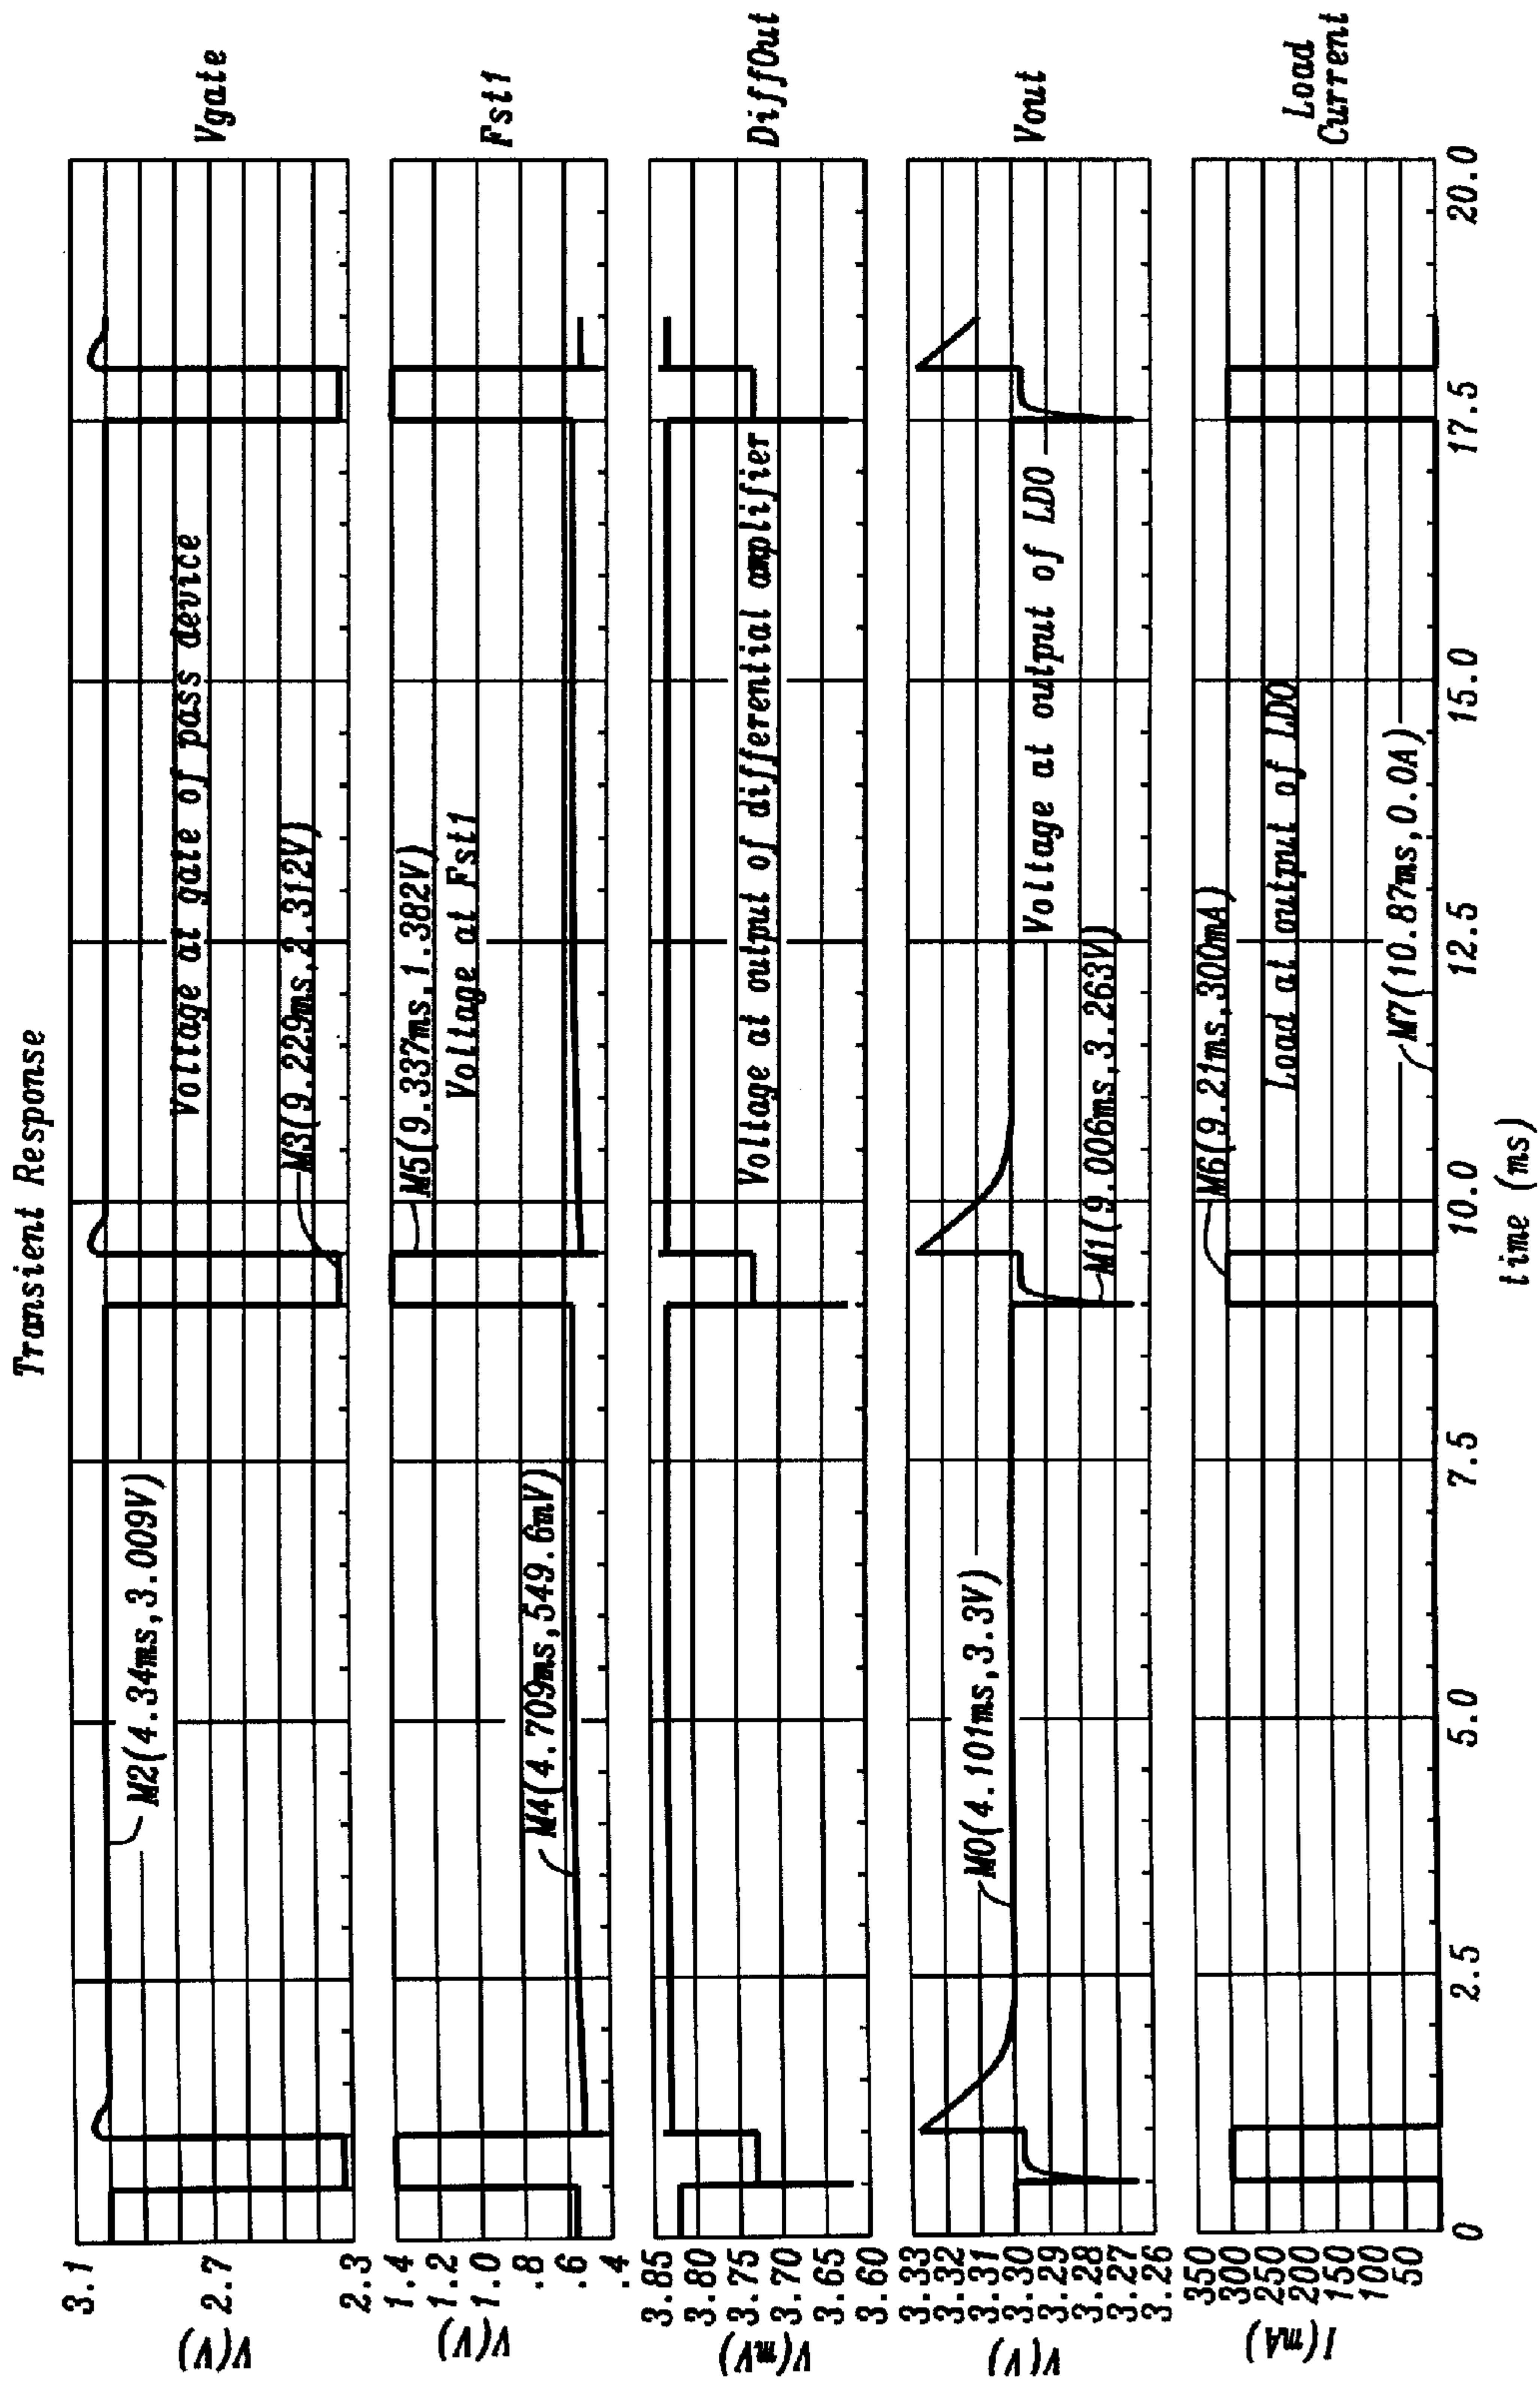 Transient Response
3.1
2.7
2.3
V(V)
M2(4.34ms,3.009V)
Voltage at gate of pass device
M3(9.229ms,2.312V)
Vgate
1.4
1.2
1.0
.8
.6
.4
V(V)
M5(9.337ms,1.382V)
Voltage at Fst1
M4(4.709ms,549.6mV)
Fst1
3.85
3.80
3.75
3.70
3.65
3.60
V(mV)
Voltage at output of differential amplifier
DiffOut
3.33
3.32
3.31
3.30
3.29
3.28
3.27
3.26
V(V)
M0(4.101ms,3.3V)
Voltage at output of LDO
M1(9.006ms,3.263V)
Vout
350
300
250
200
150
100
50
I(mA)
M6(9.21ms,300mA)
Load at output of LDO
M7(10.87ms,0.0A)
Load
Current
0
2.5
5.0
7.5
10.0
12.5
15.0
17.5
20.0
time (ms)